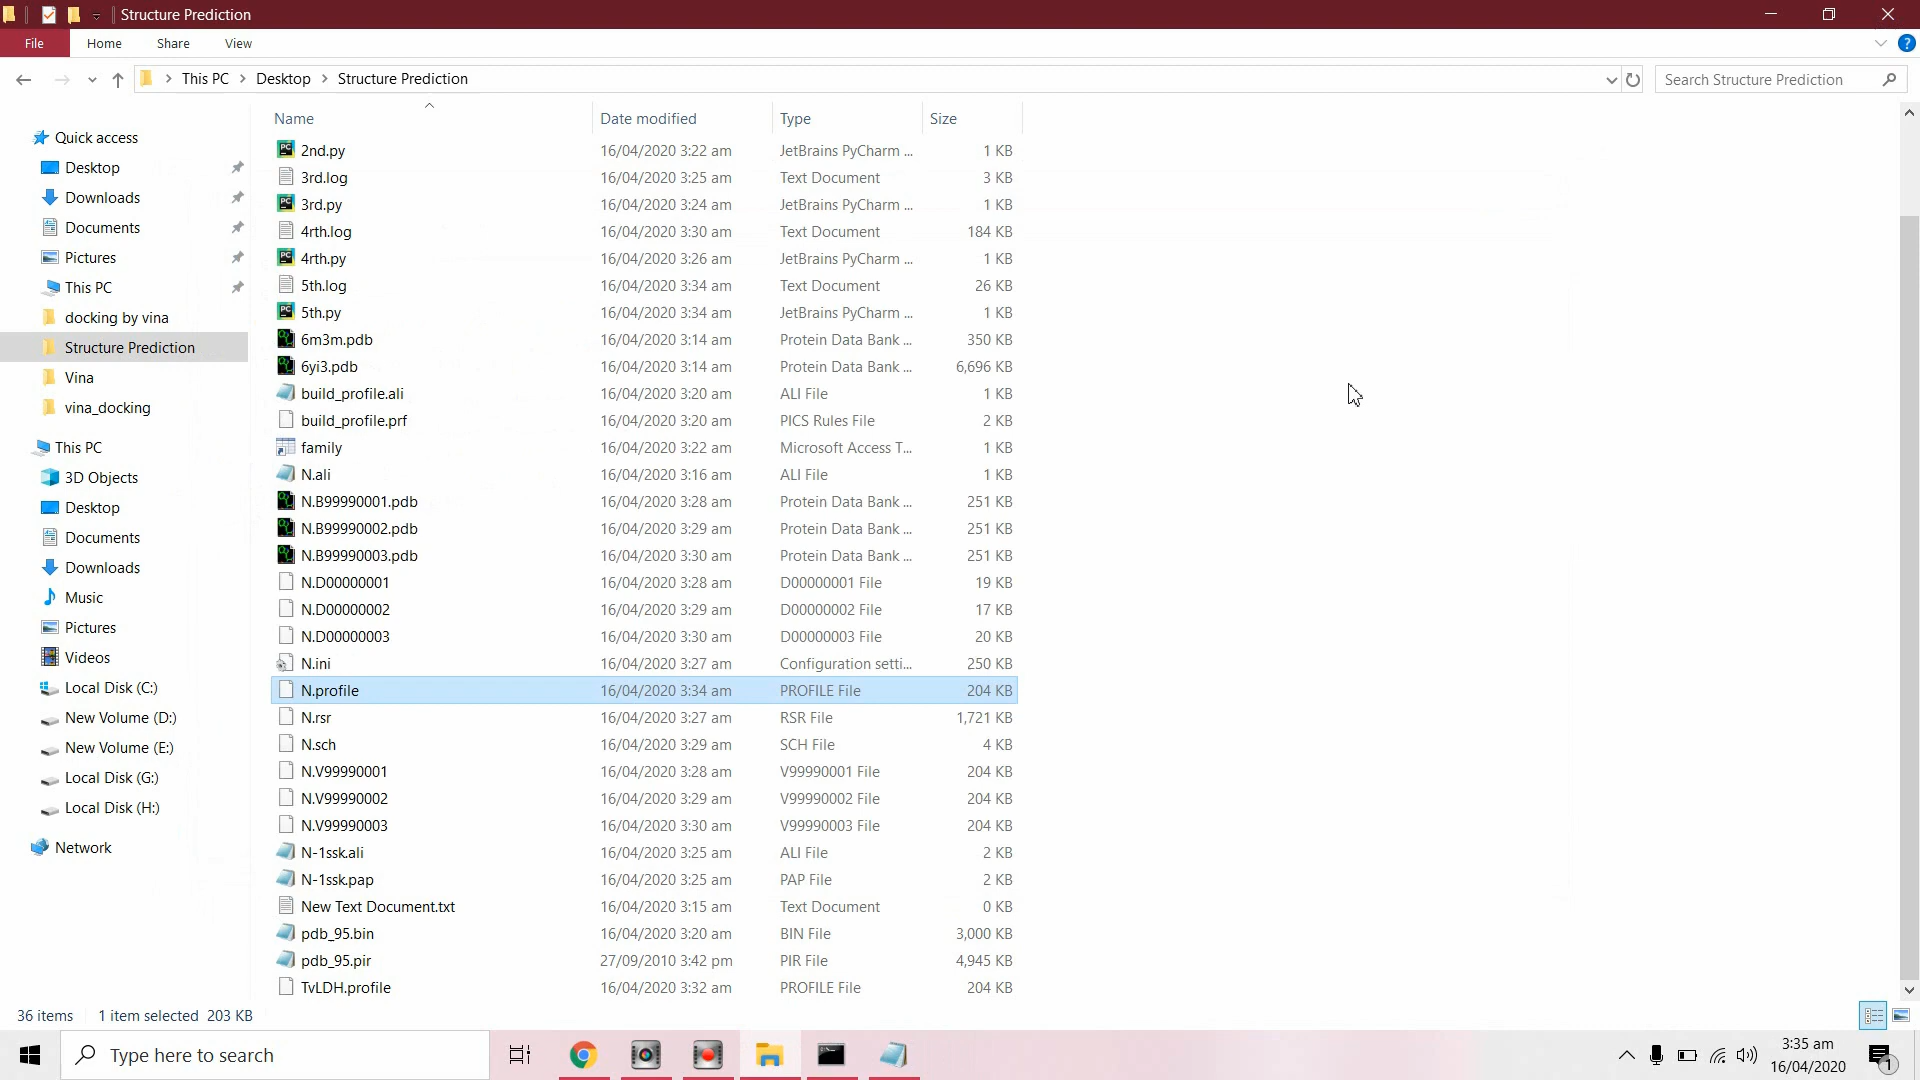 Structure Prediction
File Home Share View
This PC Desktop Structure Prediction
Search Structure Prediction
Name Date modified Type Size
Quick access
Desktop
Downloads
Documents
Pictures
This PC
docking by vina
Structure Prediction
Vina
vina_docking
This PC
3D Objects
Desktop
Documents
Downloads
Music
Pictures
Videos
Local Disk (C:)
New Volume (D:)
New Volume (E:)
Local Disk (G:)
Local Disk (H:)
Network
2nd.py 16/04/2020 3:22 am JetBrains PyCharm ... 1 KB
3rd.log 16/04/2020 3:25 am Text Document 3 KB
3rd.py 16/04/2020 3:24 am JetBrains PyCharm ... 1 KB
4rth.log 16/04/2020 3:30 am Text Document 184 KB
4rth.py 16/04/2020 3:26 am JetBrains PyCharm ... 1 KB
5th.log 16/04/2020 3:34 am Text Document 26 KB
5th.py 16/04/2020 3:34 am JetBrains PyCharm ... 1 KB
6m3m.pdb 16/04/2020 3:14 am Protein Data Bank ... 350 KB
6yi3.pdb 16/04/2020 3:14 am Protein Data Bank ... 6,696 KB
build_profile.ali 16/04/2020 3:20 am ALI File 1 KB
build_profile.prf 16/04/2020 3:20 am PICS Rules File 2 KB
family 16/04/2020 3:22 am Microsoft Access T... 1 KB
N.ali 16/04/2020 3:16 am ALI File 1 KB
N.B99990001.pdb 16/04/2020 3:28 am Protein Data Bank ... 251 KB
N.B99990002.pdb 16/04/2020 3:29 am Protein Data Bank ... 251 KB
N.B99990003.pdb 16/04/2020 3:30 am Protein Data Bank ... 251 KB
N.D00000001 16/04/2020 3:28 am D00000001 File 19 KB
N.D00000002 16/04/2020 3:29 am D00000002 File 17 KB
N.D00000003 16/04/2020 3:30 am D00000003 File 20 KB
N.ini 16/04/2020 3:27 am Configuration setti... 250 KB
N.profile 16/04/2020 3:34 am PROFILE File 204 KB
N.rsr 16/04/2020 3:27 am RSR File 1,721 KB
N.sch 16/04/2020 3:29 am SCH File 4 KB
N.V99990001 16/04/2020 3:28 am V99990001 File 204 KB
N.V99990002 16/04/2020 3:29 am V99990002 File 204 KB
N.V99990003 16/04/2020 3:30 am V99990003 File 204 KB
N-1ssk.ali 16/04/2020 3:25 am ALI File 2 KB
N-1ssk.pap 16/04/2020 3:25 am PAP File 2 KB
New Text Document.txt 16/04/2020 3:15 am Text Document 0 KB
pdb_95.bin 16/04/2020 3:20 am BIN File 3,000 KB
pdb_95.pir 27/09/2010 3:42 pm PIR File 4,945 KB
TvLDH.profile 16/04/2020 3:32 am PROFILE File 204 KB
36 items 1 item selected 203 KB
Type here to search
3:35 am
16/04/2020
1